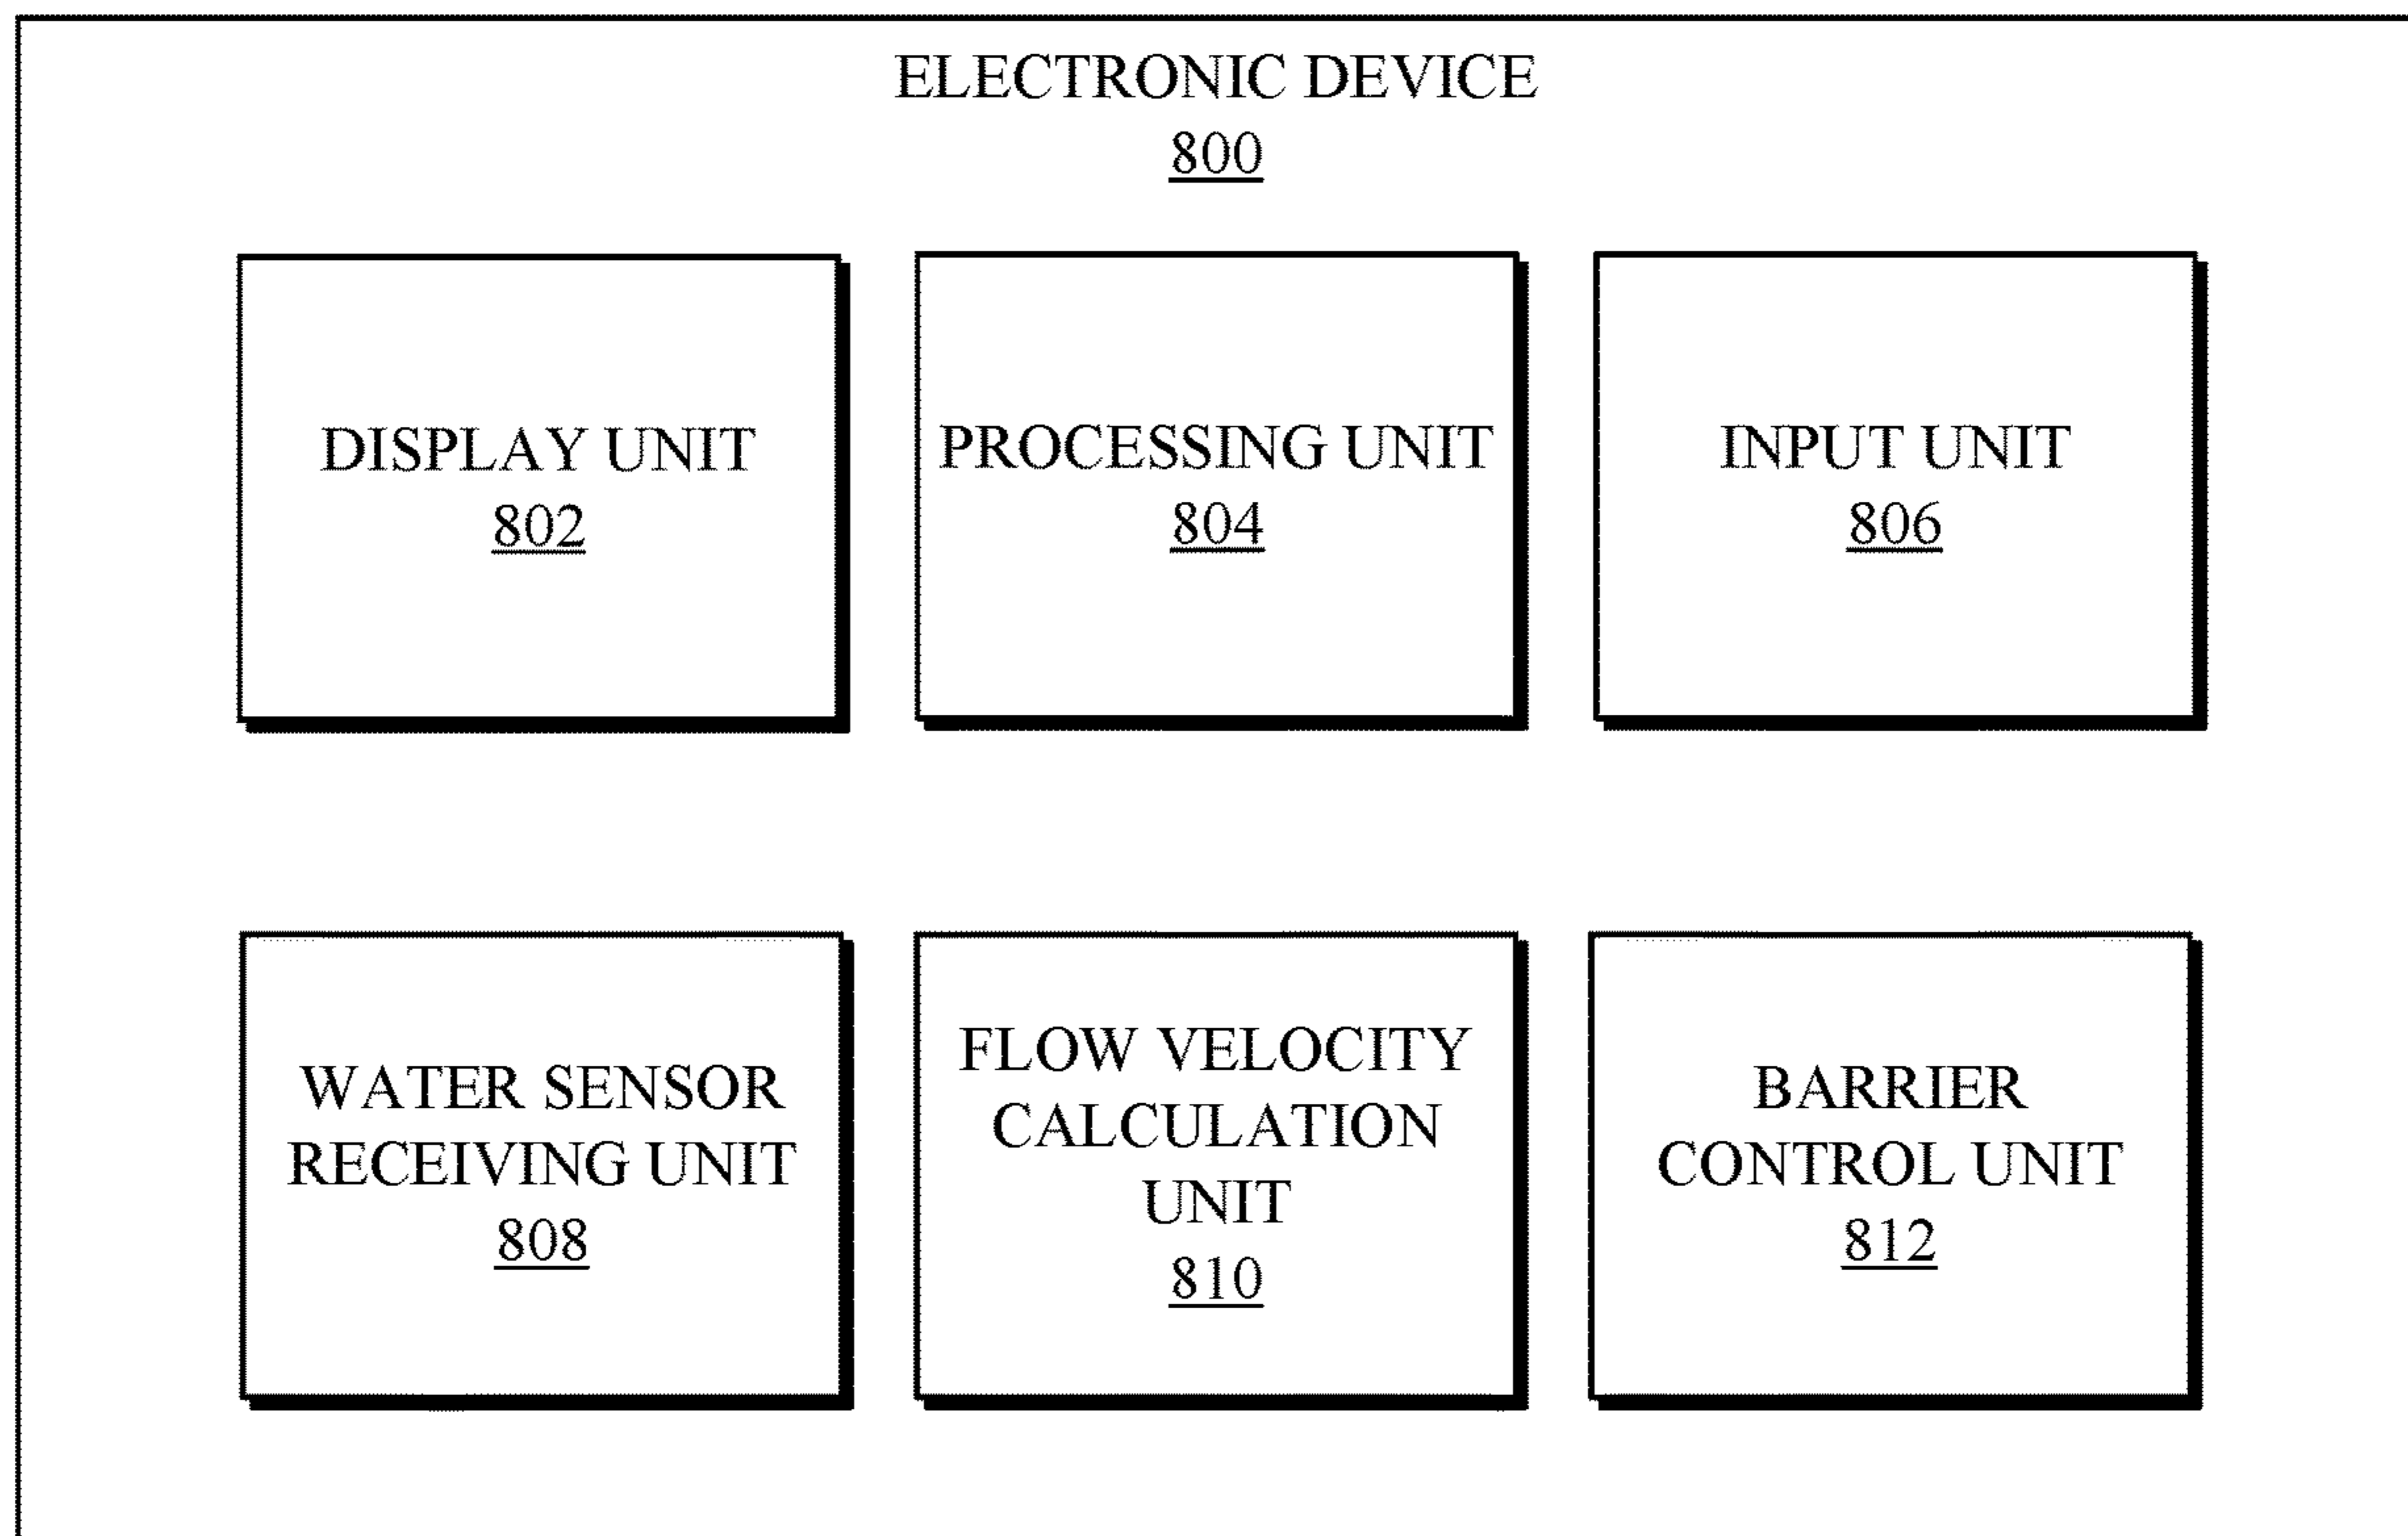 ELECTRONIC DEVICE
800
DISPLAY UNIT
802
PROCESSING UNIT
804
INPUT UNIT
806
WATER SENSOR
RECEIVING UNIT
808
FLOW VELOCITY
CALCULATION
UNIT
810
BARRIER
CONTROL UNIT
812